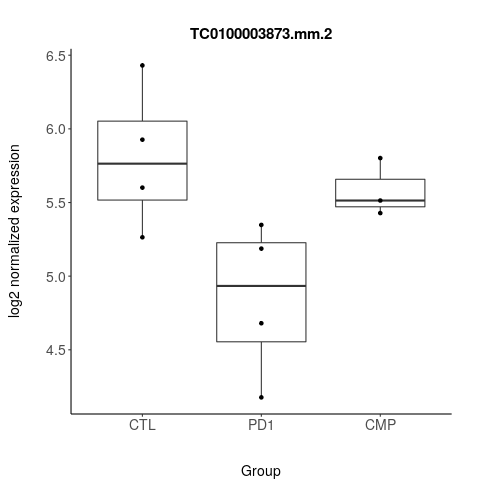 TC0100003873.mm.2
log2 normalized expression
6.5
6.0
5.5
5.0
4.5
CTL PD1 CMP
Group